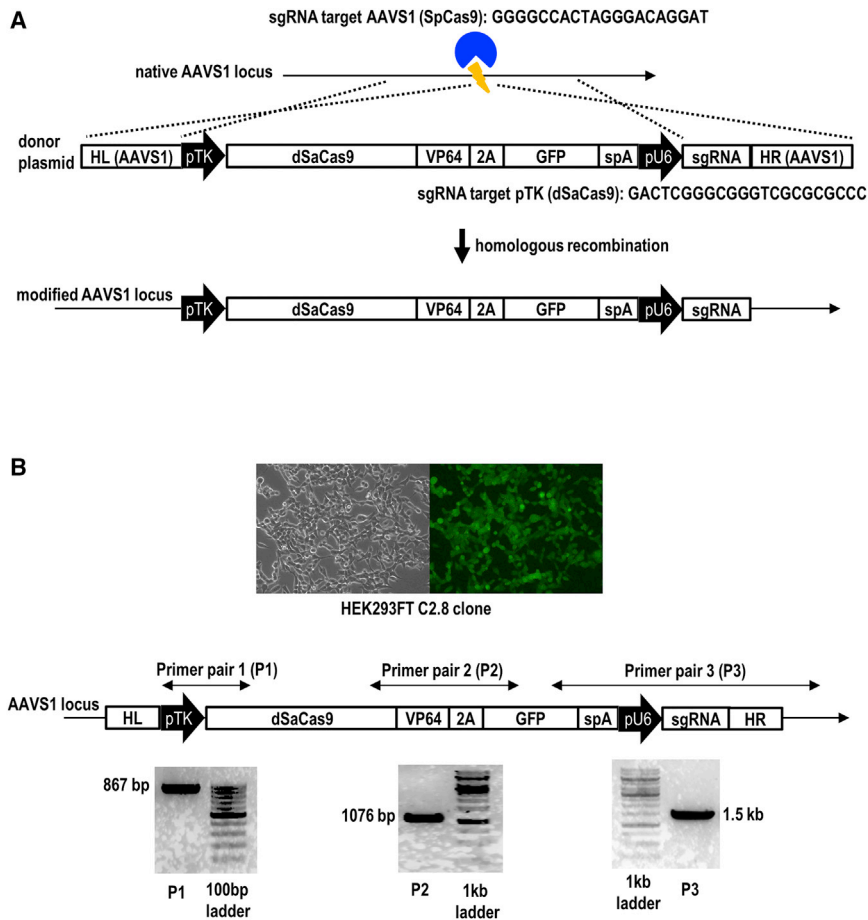 A
sgRNA target AAVS1 (SpCas9): GGGGCCACTAGGGACAGGAT
native AAVS1 locus
donor plasmid
HL (AAVS1) pTK dSaCas9 VP64 2A GFP spA pU6 sgRNA HR (AAVS1)
sgRNA target pTK (dSaCas9): GACTCGGGCGGGTCGCGCGCCC
homologous recombination
modified AAVS1 locus
pTK dSaCas9 VP64 2A GFP spA pU6 sgRNA
B
HEK293FT C2.8 clone
Primer pair 1 (P1) Primer pair 2 (P2) Primer pair 3 (P3)
AAVS1 locus
HL pTK dSaCas9 VP64 2A GFP spA pU6 sgRNA HR
867 bp
1076 bp
1.5 kb
P1 100bp ladder
P2 1kb ladder
1kb ladder P3